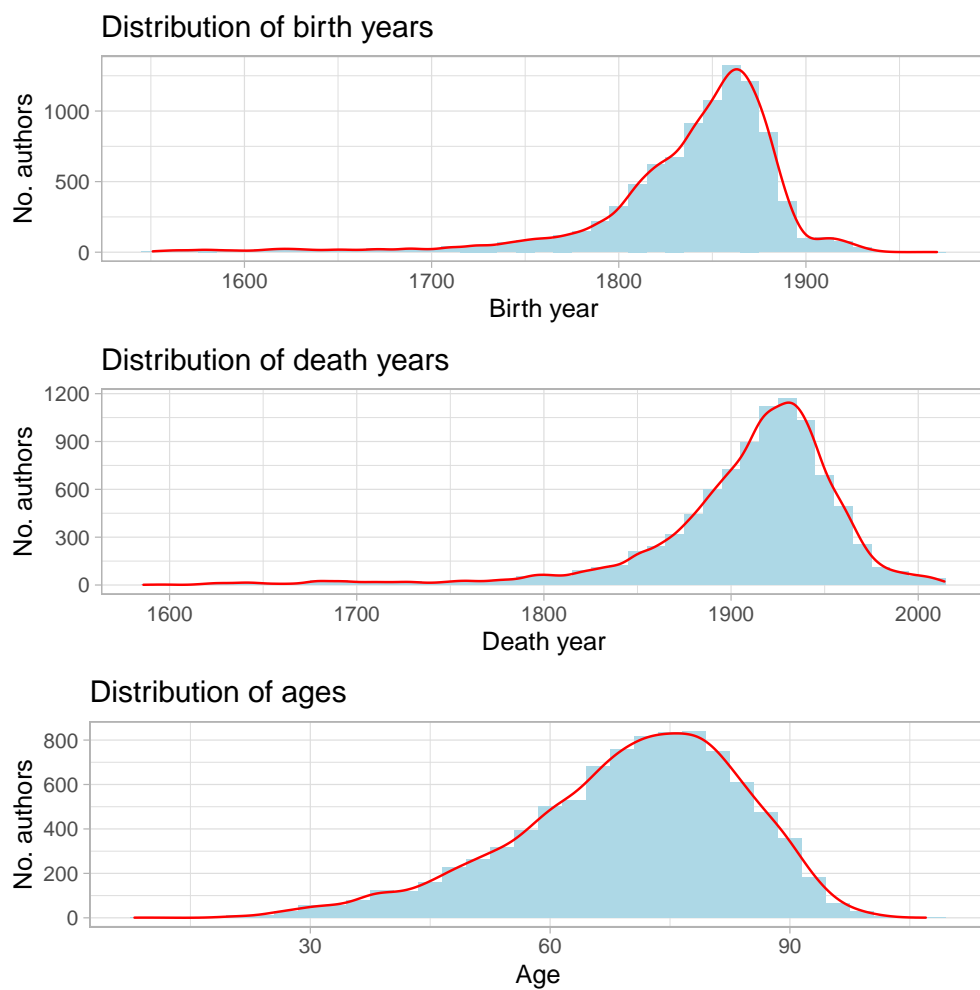 Distribution of birth years
No. authors
1000
500
0
1600 1700 1800 1900
Birth year
Distribution of death years
No. authors
1200
900
600
300
0
1600 1700 1800 1900 2000
Death year
Distribution of ages
No. authors
800
600
400
200
0
30 60 90
Age